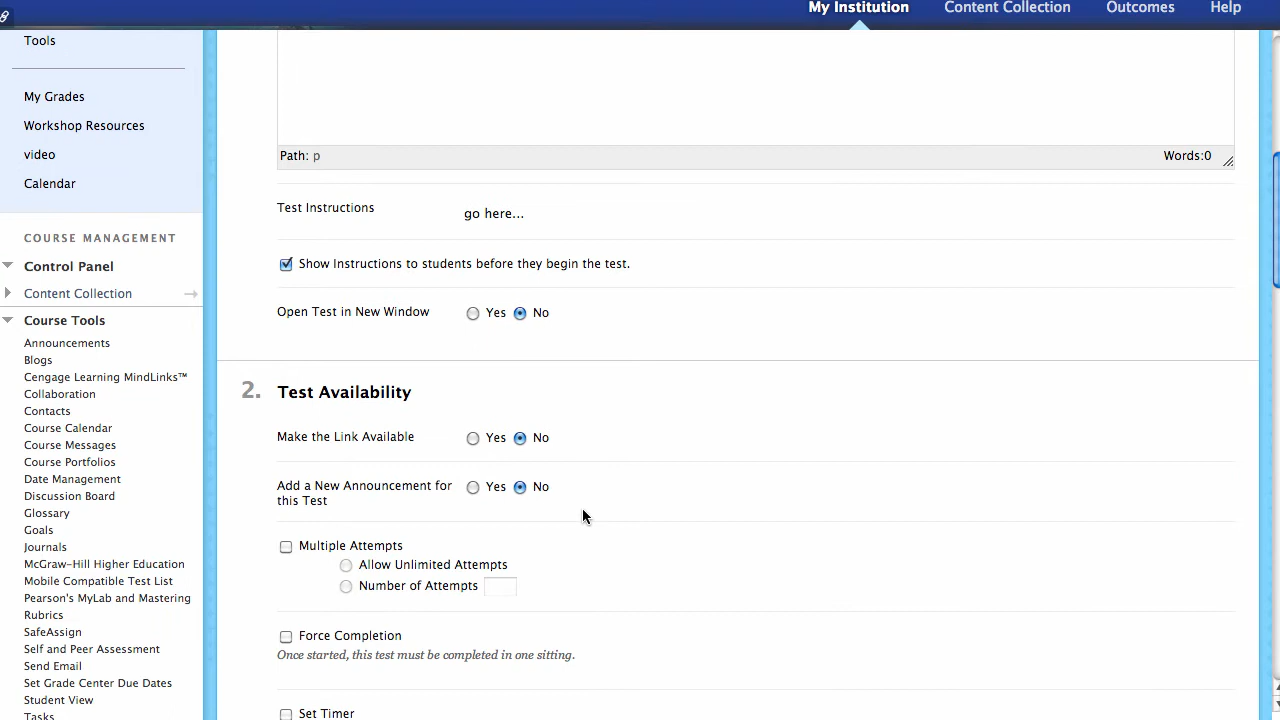 My Institution
Content Collection
Outcomes
Help
Tools
My Grades
Workshop Resources
video
Calendar
COURSE MANAGEMENT
Control Panel
Content Collection
Course Tools
Announcements
Blogs
Cengage Learning MindLinks™
Collaboration
Contacts
Course Calendar
Course Messages
Course Portfolios
Date Management
Discussion Board
Glossary
Goals
Journals
McGraw-Hill Higher Education
Mobile Compatible Test List
Pearson's MyLab and Mastering
Rubrics
SafeAssign
Self and Peer Assessment
Send Email
Set Grade Center Due Dates
Student View
Tasks
Path: p
Words:0
Test Instructions
go here...
Show Instructions to students before they begin the test.
Open Test in New Window
Yes
No
2. Test Availability
Make the Link Available
Yes
No
Add a New Announcement for
this Test
Yes
No
Multiple Attempts
Allow Unlimited Attempts
Number of Attempts
Force Completion
Once started, this test must be completed in one sitting.
Set Timer